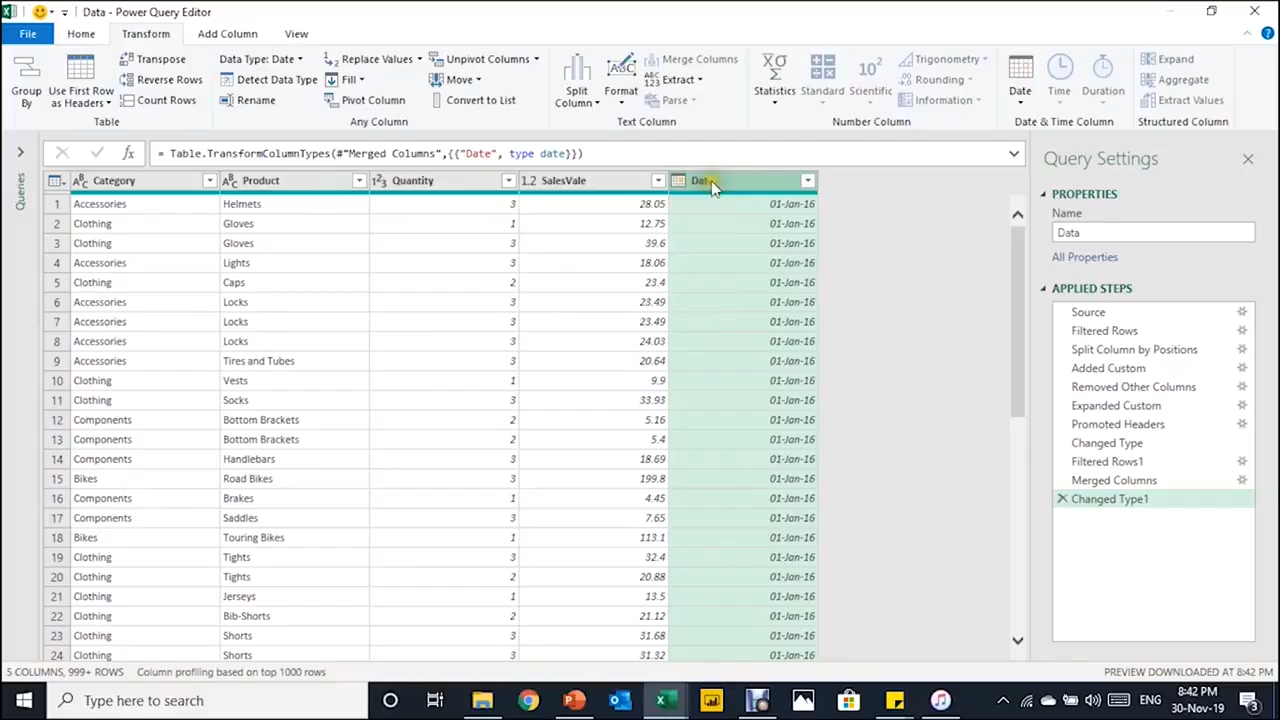 Data - Power Query Editor
File Home Transform Add Column View
Transpose Data Type: Date Replace Values Unpivot Columns Merge Columns Trigonometry Expand
Reverse Rows Detect Data Type Fill Move Extract Rounding Aggregate
Group By Use First Row as Headers Count Rows Rename Pivot Column Convert to List Split Column Format Parse Statistics Standard Scientific Information Date Time Duration Extract Values
Table Any Column Text Column Number Column Date & Time Column Structured Column
= Table.TransformColumnTypes(#"Merged Columns",{{"Date", type date}})
Queries
Category Product Quantity SalesVale
1 Accessories Helmets 3 28.05 01-Jan-16
2 Clothing Gloves 1 12.75 01-Jan-16
3 Clothing Gloves 3 39.6 01-Jan-16
4 Accessories Lights 3 18.06 01-Jan-16
5 Clothing Caps 2 23.4 01-Jan-16
6 Accessories Locks 3 23.49 01-Jan-16
7 Accessories Locks 3 23.49 01-Jan-16
8 Accessories Locks 3 24.03 01-Jan-16
9 Accessories Tires and Tubes 3 20.64 01-Jan-16
10 Clothing Vests 1 9.9 01-Jan-16
11 Clothing Socks 3 33.93 01-Jan-16
12 Components Bottom Brackets 2 5.16 01-Jan-16
13 Components Bottom Brackets 2 5.4 01-Jan-16
14 Components Handlebars 3 18.69 01-Jan-16
15 Bikes Road Bikes 3 199.8 01-Jan-16
16 Components Brakes 1 4.45 01-Jan-16
17 Components Saddles 3 7.65 01-Jan-16
18 Bikes Touring Bikes 1 113.1 01-Jan-16
19 Clothing Tights 3 32.4 01-Jan-16
20 Clothing Tights 2 20.88 01-Jan-16
21 Clothing Jerseys 1 13.5 01-Jan-16
22 Clothing Bib-Shorts 2 21.12 01-Jan-16
23 Clothing Shorts 3 31.68 01-Jan-16
24 Clothing Shorts 3 31.32 01-Jan-16
Query Settings
PROPERTIES
Name
Data
All Properties
APPLIED STEPS
Source
Filtered Rows
Split Column by Positions
Added Custom
Removed Other Columns
Expanded Custom
Promoted Headers
Changed Type
Filtered Rows1
Merged Columns
Changed Type1
5 COLUMNS, 999+ ROWS Column profiling based on top 1000 rows PREVIEW DOWNLOADED AT 8:42 PM
Type here to search
ENG
8:42 PM
30-Nov-19
3